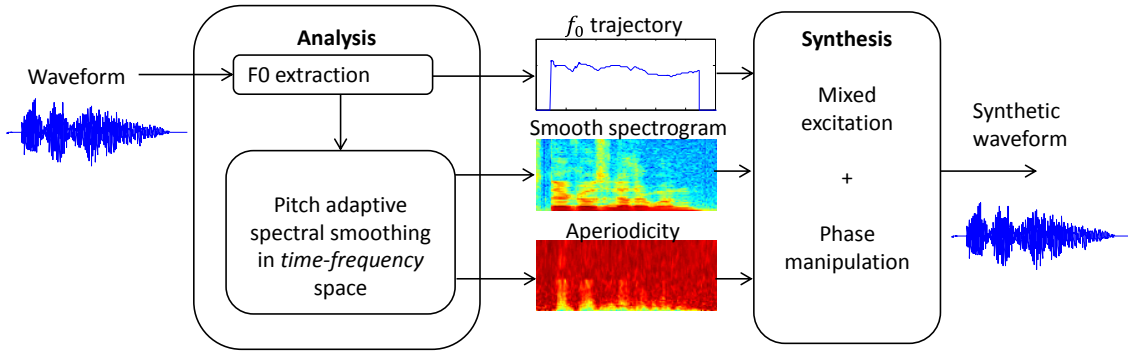 Waveform
Analysis
F0 extraction
Pitch adaptive
spectral smoothing
in time-frequency
space
f₀ trajectory
Smooth spectrogram
Aperiodicity
Synthesis
Mixed
excitation
+
Phase
manipulation
Synthetic
waveform